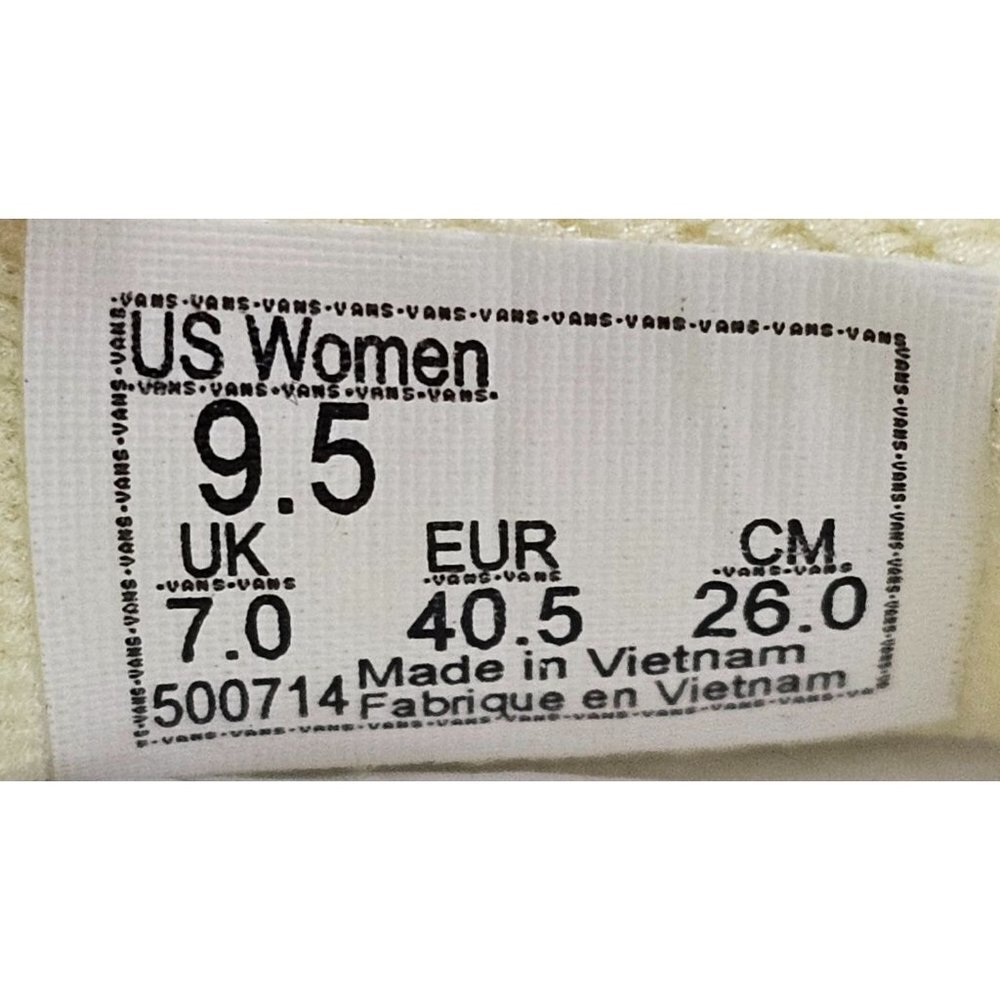 ·VANS·VANS·VANS·VANS·VANS·VANS·VANS·VANS·VANS·VANS·VANS
US Women
·VANS·VANS·VANS·VANS·VANS·
9.5
UK EUR CM
·VANS·VANS ·VANS·VANS ·VANS·VANS
7.0 40.5 26.0
Made in Vietnam
500714 Fabrique en Vietnam